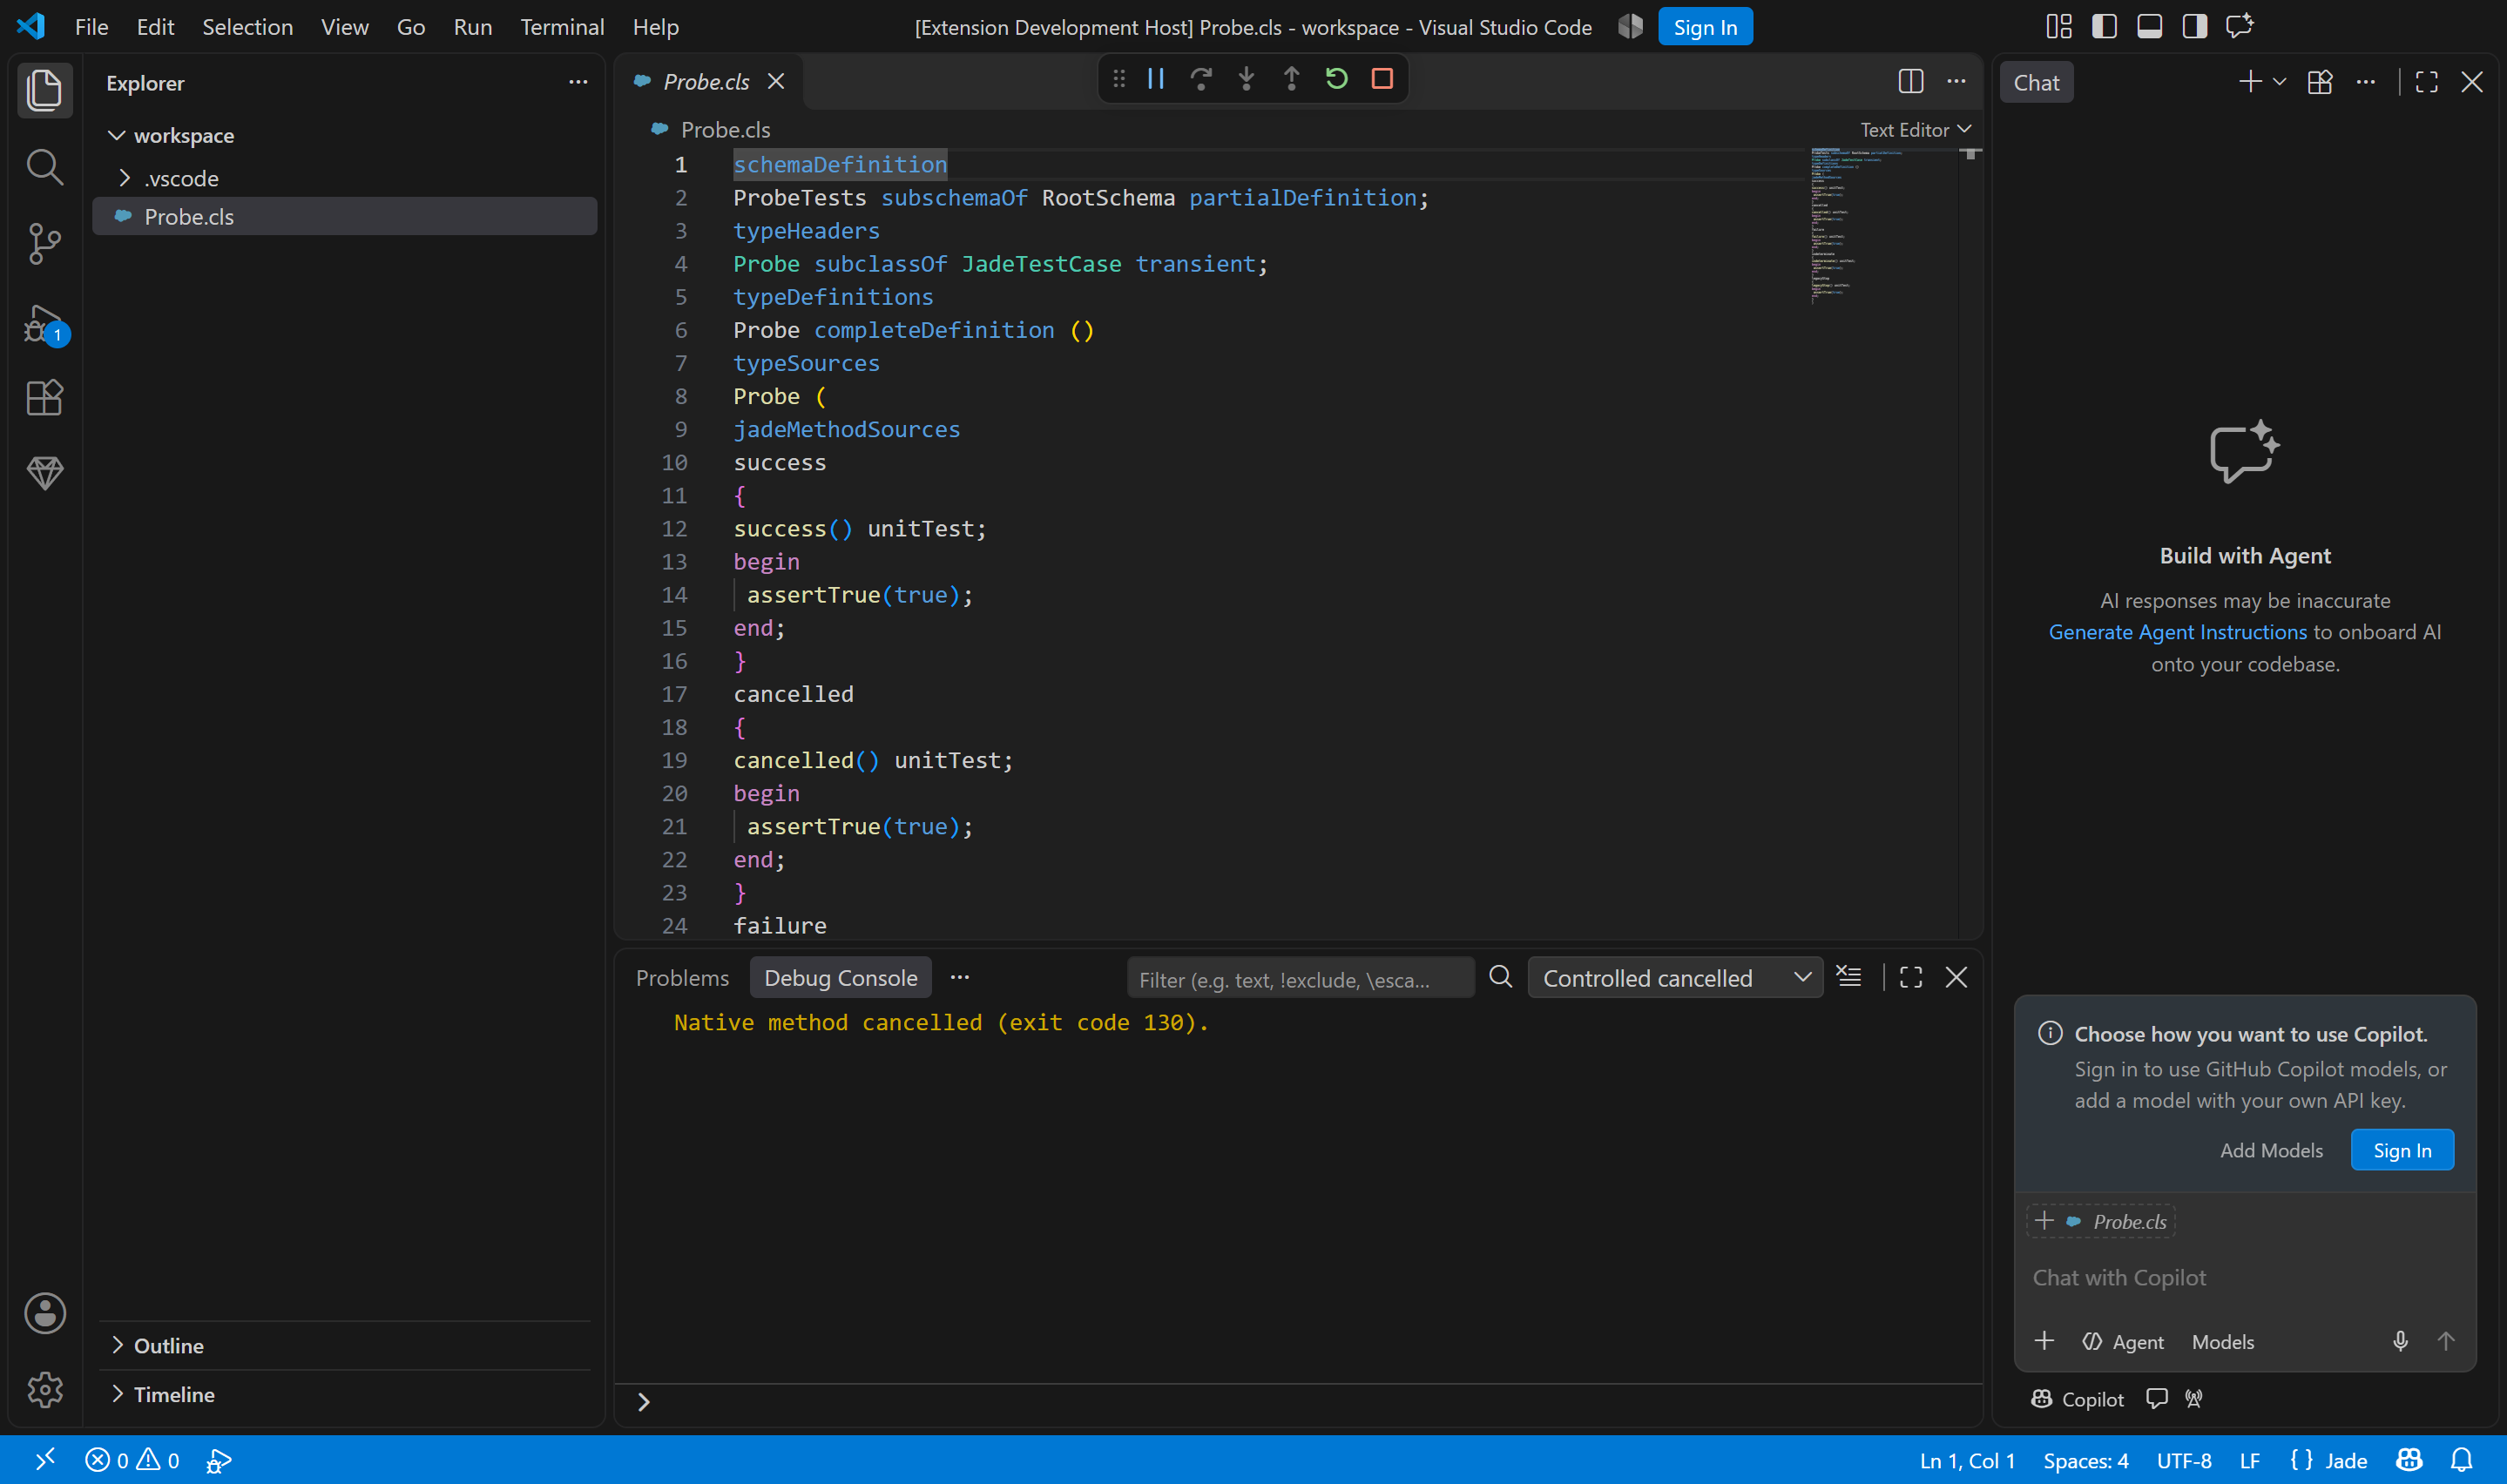 File Edit Selection View Go Run Terminal Help
[Extension Development Host] Probe.cls - workspace - Visual Studio Code
Sign In
Explorer
workspace
.vscode
Probe.cls
1
Outline
Timeline
Probe.cls
Probe.cls
Text Editor
1 schemaDefinition
2 ProbeTests subschemaOf RootSchema partialDefinition;
3 typeHeaders
4 Probe subclassOf JadeTestCase transient;
5 typeDefinitions
6 Probe completeDefinition ()
7 typeSources
8 Probe (
9 jadeMethodSources
10 success
11 {
12 success() unitTest;
13 begin
14 assertTrue(true);
15 end;
16 }
17 cancelled
18 {
19 cancelled() unitTest;
20 begin
21 assertTrue(true);
22 end;
23 }
24 failure
Problems Debug Console
Filter (e.g. text, !exclude, \esca...
Controlled cancelled
Native method cancelled (exit code 130).
Chat
Build with Agent
AI responses may be inaccurate
Generate Agent Instructions to onboard AI
onto your codebase.
Choose how you want to use Copilot.
Sign in to use GitHub Copilot models, or
add a model with your own API key.
Add Models Sign In
Probe.cls
Chat with Copilot
Agent Models
Copilot
0 0
Ln 1, Col 1 Spaces: 4 UTF-8 LF {} Jade